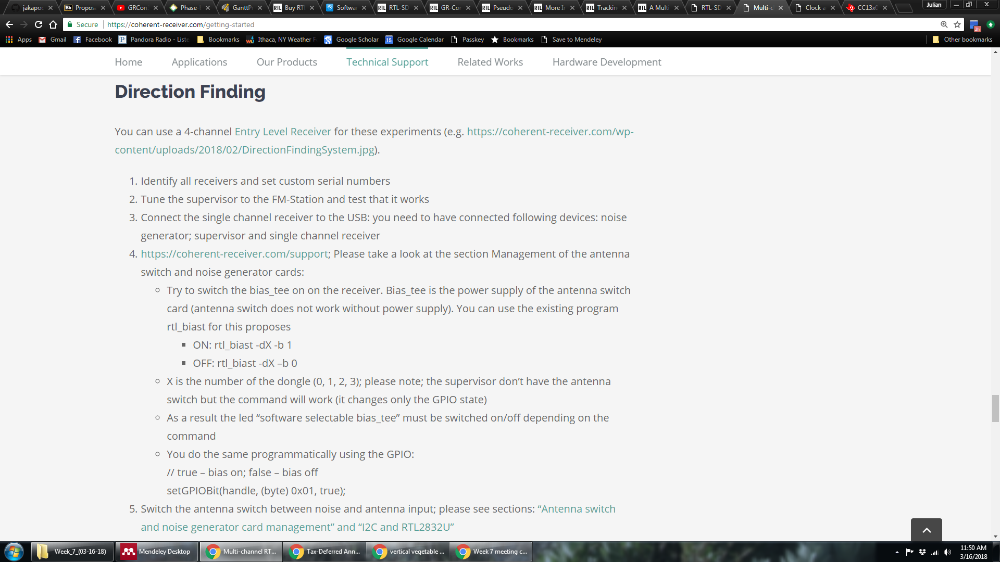 jakapoc
Propos
GRCon
Phase-L
GanttPr
Buy RTL
Softwar
RTL-SD
GR-Cor
Pseudo
More In
Trackin
A Multi
RTL-SD
Multi-c
Clock a
CC13x0
Julian
Secure
https://coherent-receiver.com/getting-started
Apps
Gmail
Facebook
Pandora Radio - Liste
Bookmarks
Ithaca, NY Weather F
Google Scholar
Google Calendar
Passkey
Bookmarks
Save to Mendeley
Other bookmarks
Home
Applications
Our Products
Technical Support
Related Works
Hardware Development
Direction Finding
You can use a 4-channel Entry Level Receiver for these experiments (e.g. https://coherent-receiver.com/wp-
content/uploads/2018/02/DirectionFindingSystem.jpg).
1. Identify all receivers and set custom serial numbers
2. Tune the supervisor to the FM-Station and test that it works
3. Connect the single channel receiver to the USB: you need to have connected following devices: noise
generator; supervisor and single channel receiver
4. https://coherent-receiver.com/support; Please take a look at the section Management of the antenna
switch and noise generator cards:
Try to switch the bias_tee on on the receiver. Bias_tee is the power supply of the antenna switch
card (antenna switch does not work without power supply). You can use the existing program
rtl_biast for this proposes
ON: rtl_biast -dX -b 1
OFF: rtl_biast -dX –b 0
X is the number of the dongle (0, 1, 2, 3); please note; the supervisor don’t have the antenna
switch but the command will work (it changes only the GPIO state)
As a result the led “software selectable bias_tee” must be switched on/off depending on the
command
You do the same programmatically using the GPIO:
// true – bias on; false – bias off
setGPIOBit(handle, (byte) 0x01, true);
5. Switch the antenna switch between noise and antenna input; please see sections: “Antenna switch
and noise generator card management” and “I2C and RTL2832U”
Week_7_(03-16-18)
Mendeley Desktop
Multi-channel RT...
Tax-Deferred Ann...
vertical vegetable ...
Week 7 meeting c...
11:50 AM
3/16/2018